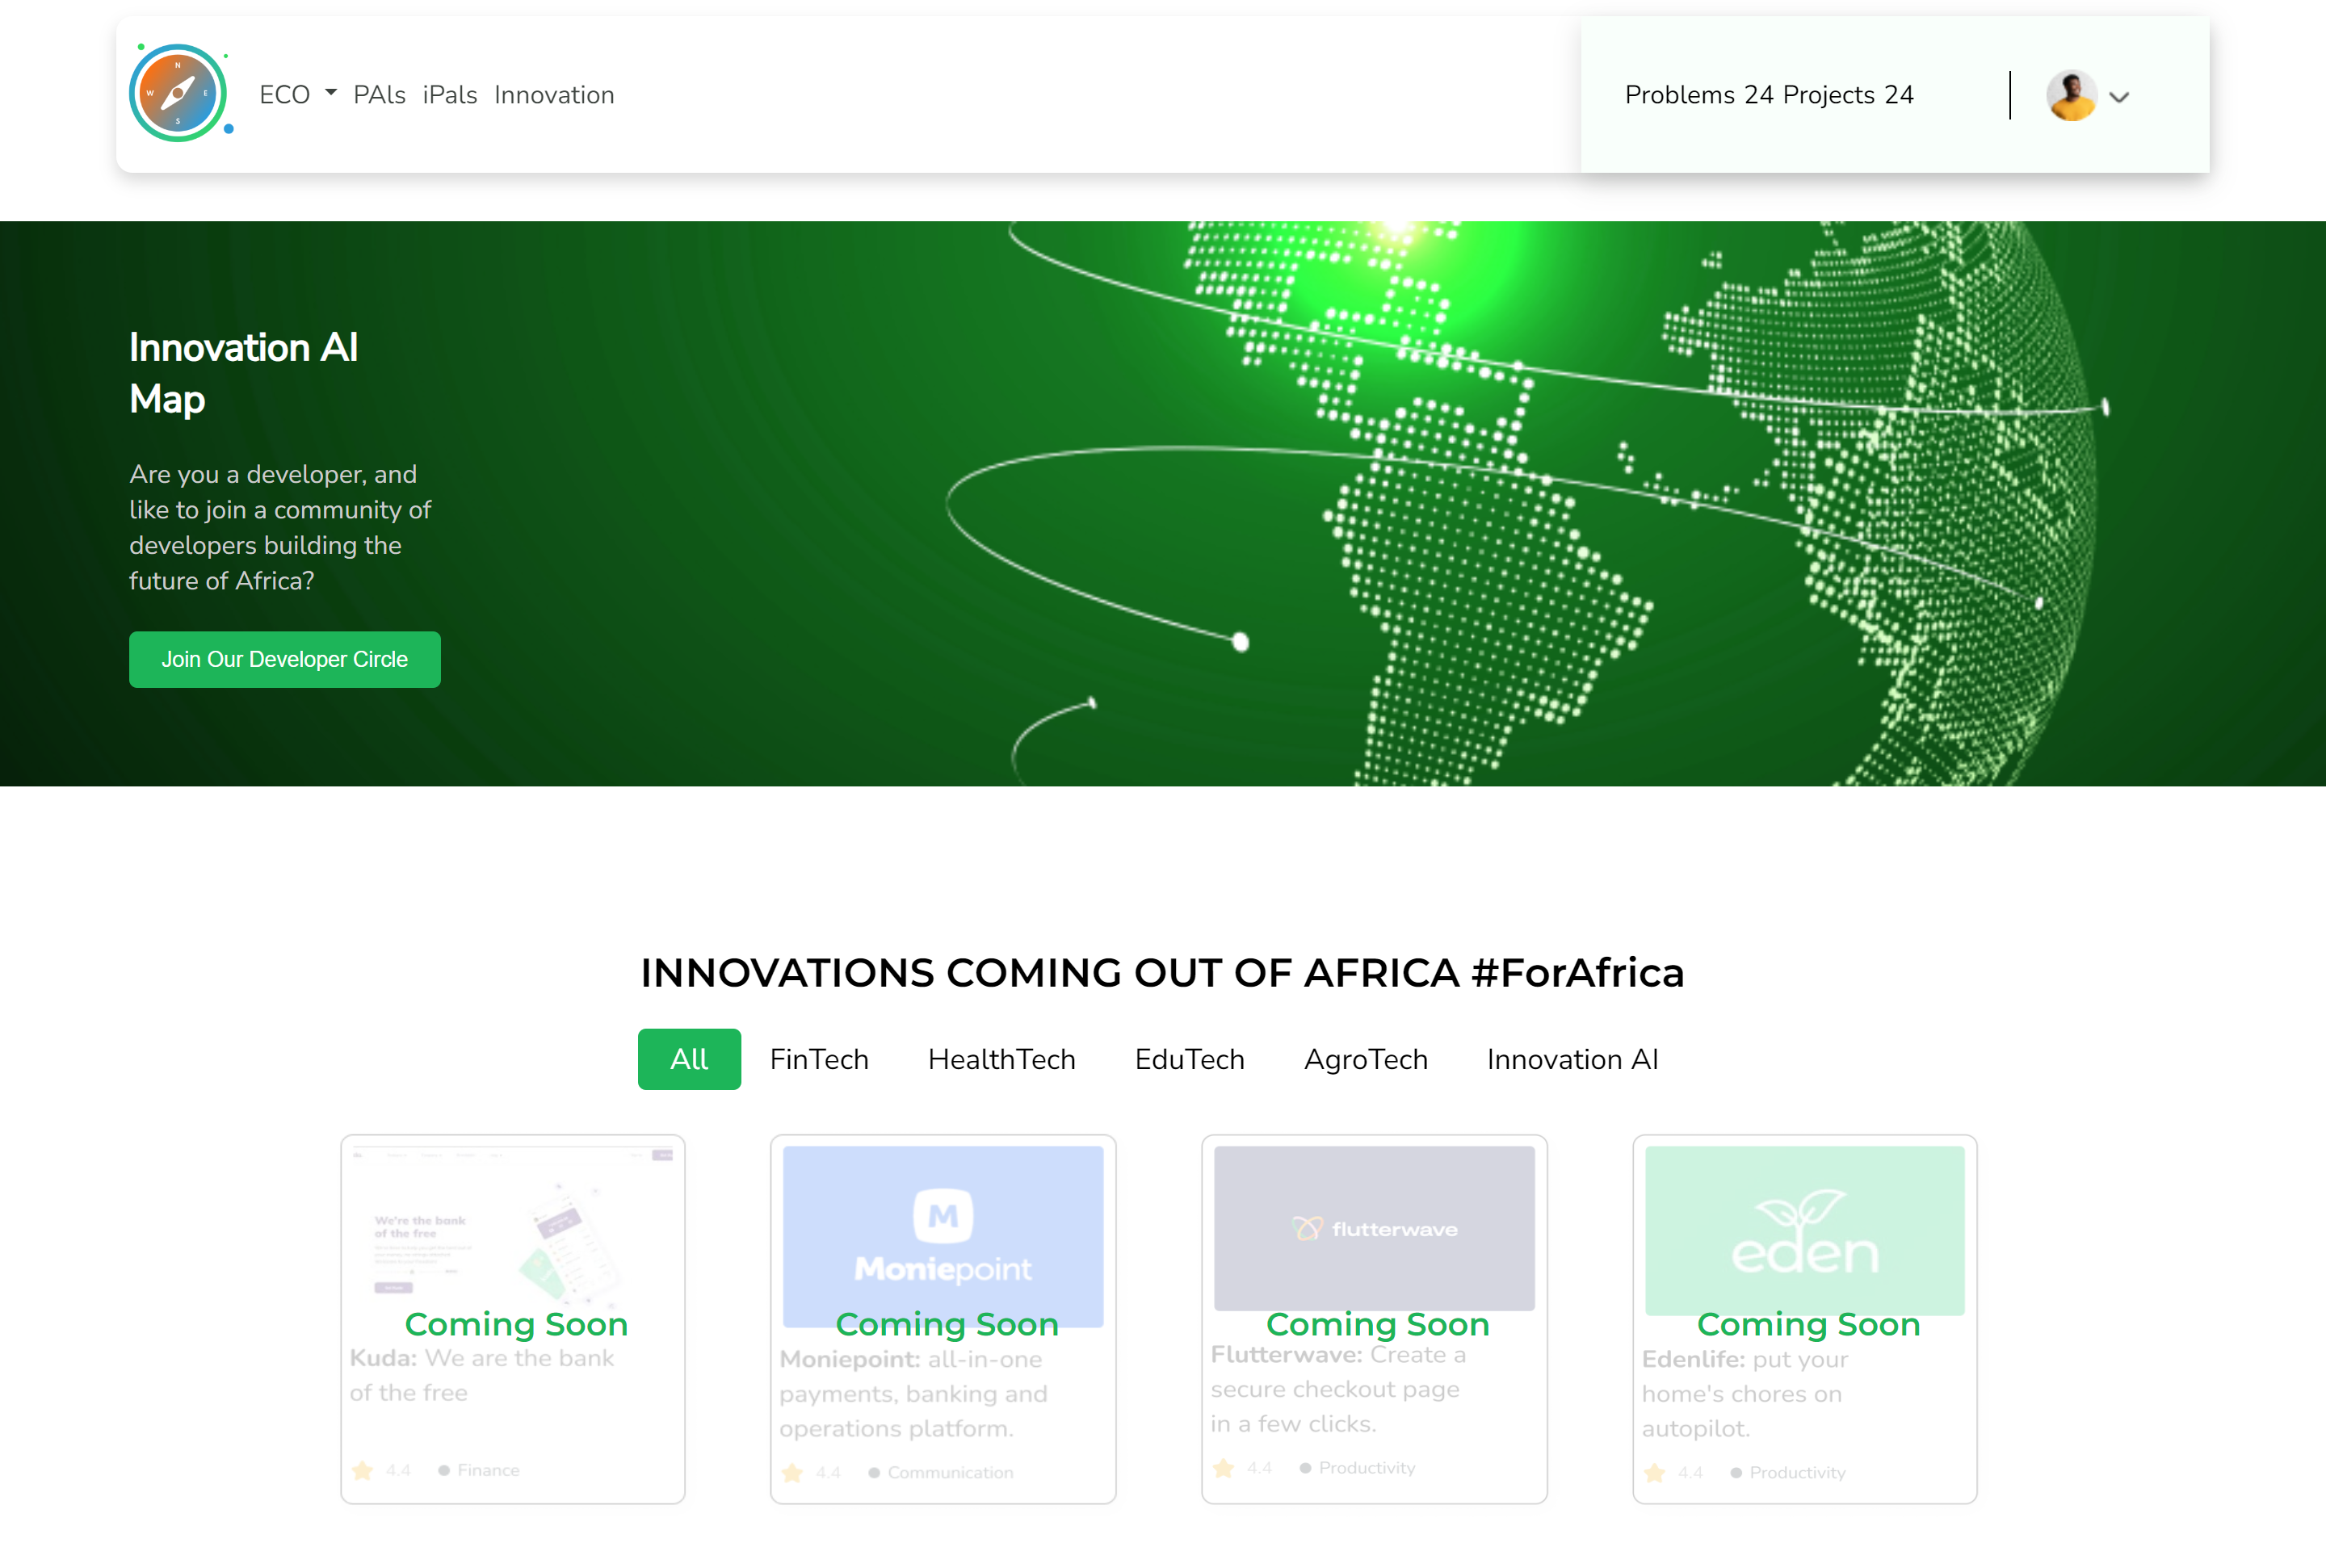 N
W E
S
ECO PAls iPals Innovation
Problems 24 Projects 24
Innovation AI
Map
Are you a developer, and
like to join a community of
developers building the
future of Africa?
Join Our Developer Circle
INNOVATIONS COMING OUT OF AFRICA #ForAfrica
All FinTech HealthTech EduTech AgroTech Innovation AI
We're the bank
of the free
Coming Soon
Kuda: We are the bank
of the free
4.4 Finance
M
Moniepoint
Coming Soon
Moniepoint: all-in-one
payments, banking and
operations platform.
4.4 Communication
flutterwave
Coming Soon
Flutterwave: Create a
secure checkout page
in a few clicks.
4.4 Productivity
eden
Coming Soon
Edenlife: put your
home's chores on
autopilot.
4.4 Productivity